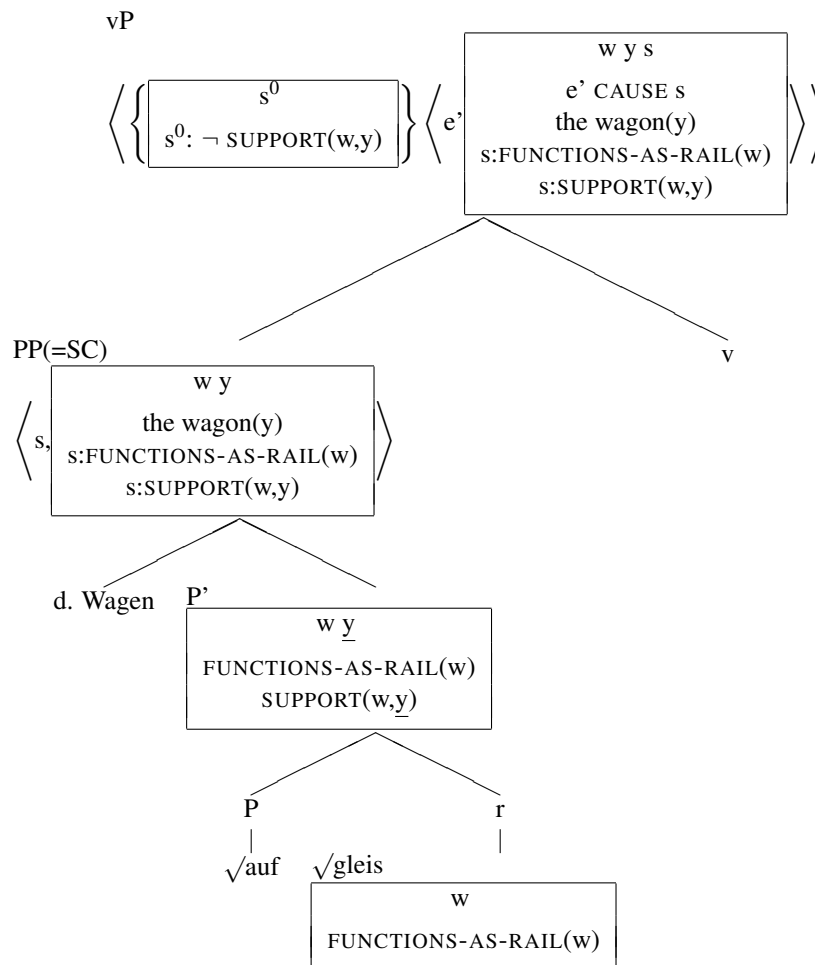 vP
w y s
s⁰
e' CAUSE s
⟨{ s⁰: ¬ SUPPORT(w,y) }⟨e' the wagon(y) ⟩⟩
s:FUNCTIONS-AS-RAIL(w)
s:SUPPORT(w,y)
PP(=SC)
v
w y
the wagon(y)
⟨s, s:FUNCTIONS-AS-RAIL(w) ⟩
s:SUPPORT(w,y)
d. Wagen P'
w y
FUNCTIONS-AS-RAIL(w)
SUPPORT(w,y)
P r
√auf √gleis
w
FUNCTIONS-AS-RAIL(w)